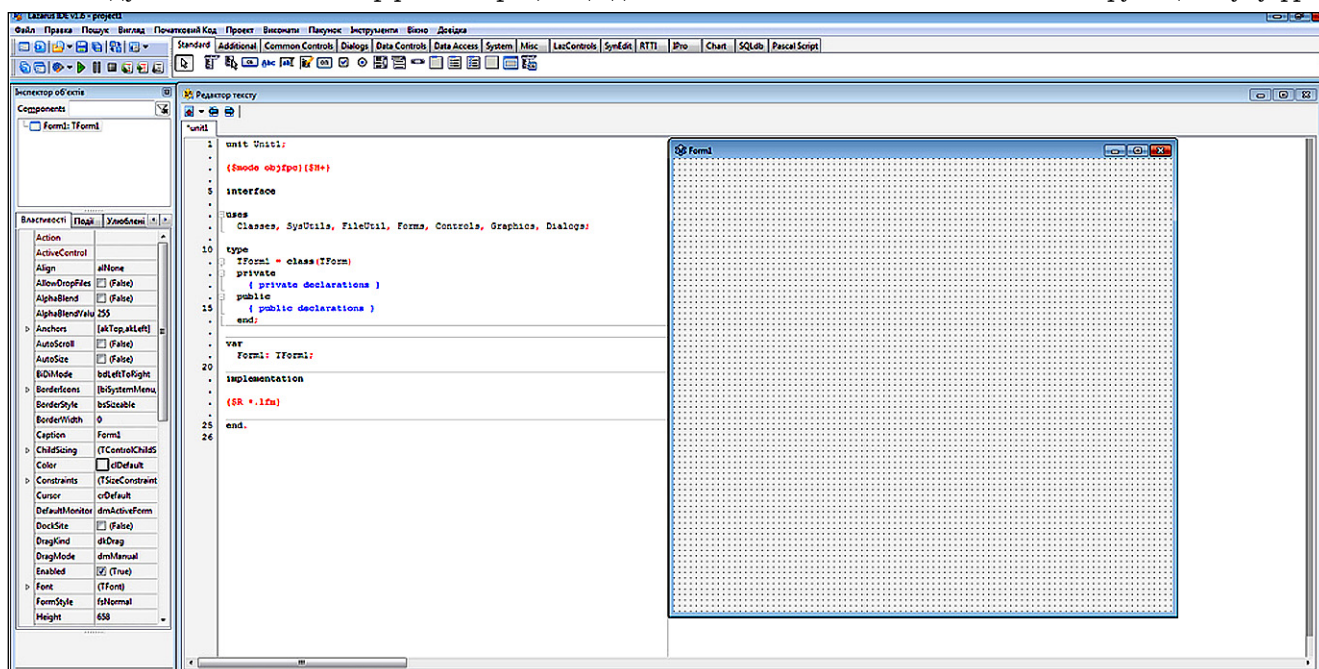 Lazarus IDE v1.6 - project1
Файл Правка Пошук Вигляд Початковий Код Проект Виконати Пакунок Інструменти Вікно Довідка
Standard Additional Common Controls Dialogs Data Controls Data Access System Misc LazControls SynEdit RTTI IPro Chart SQLdb Pascal Script
Інспектор об'єктів
Components
Form1: TForm1
Властивості Події Улюблені
Action
ActiveControl
Align alNone
AllowDropFiles (False)
AlphaBlend (False)
AlphaBlendValu 255
Anchors [akTop,akLeft]
AutoScroll (False)
AutoSize (False)
BiDiMode bdLeftToRight
BorderIcons [biSystemMenu,
BorderStyle bsSizeable
BorderWidth 0
Caption Form1
ChildSizing (TControlChildS
Color clDefault
Constraints (TSizeConstraint
Cursor crDefault
DefaultMonitor dmActiveForm
DockSite (False)
DragKind dkDrag
DragMode dmManual
Enabled (True)
Font (TFont)
FormStyle fsNormal
Height 658
Редактор тексту
*unit1
1 unit Unit1;
{$mode objfpc}{$H+}
5 interface
uses
Classes, SysUtils, FileUtil, Forms, Controls, Graphics, Dialogs;
10 type
TForm1 = class(TForm)
private
{ private declarations }
public
15 { public declarations }
end;
var
Form1: TForm1;
20
implementation
{$R *.lfm}
25 end.
26
Form1